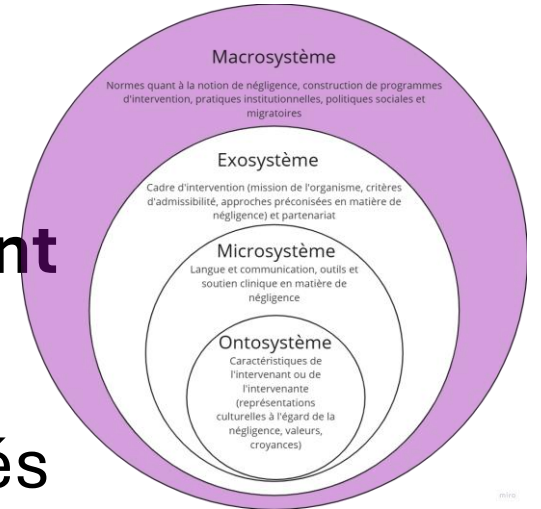 Macrosystème
Normes quant à la notion de négligence, construction de programmes
d'intervention, pratiques institutionnelles, politiques sociales et
migratoires
Exosystème
Cadre d'intervention (mission de l'organisme, critères
d'admissibilité, approches préconisées en matière de
négligence) et partenariat
nt
Microsystème
Langue et communication, outils et
soutien clinique en matière de
négligence
Ontosystème
Caractéristiques de
l'intervenant ou de
l'intervenante
(représentations
culturelles à l'égard de la
négligence, valeurs,
croyances)
és
miro